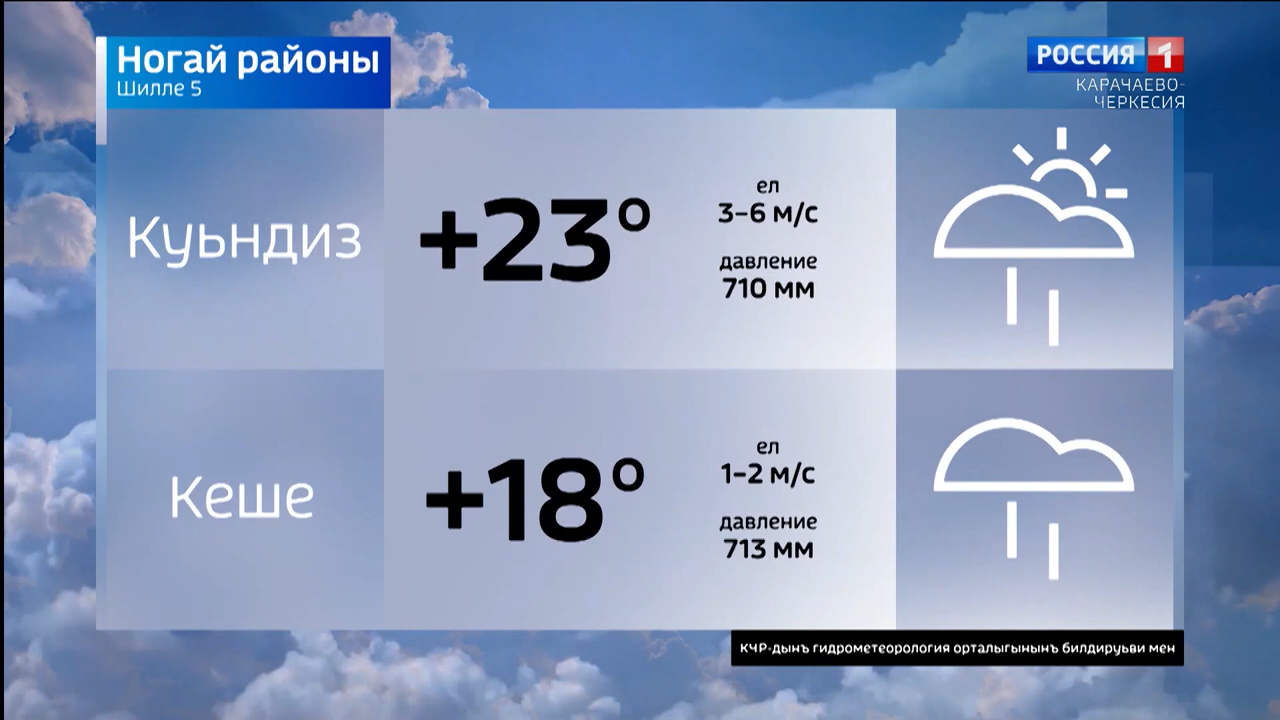 Ногай районы
Шилле 5
РОССИЯ 1
КАРАЧАЕВО-
ЧЕРКЕСИЯ
Куьндиз
+23°
ел
3-6 м/с
давление
710 мм
Кеше
+18°
ел
1-2 м/с
давление
713 мм
КЧР-дынъ гидрометеорология орталыгынынъ билдируьви мен